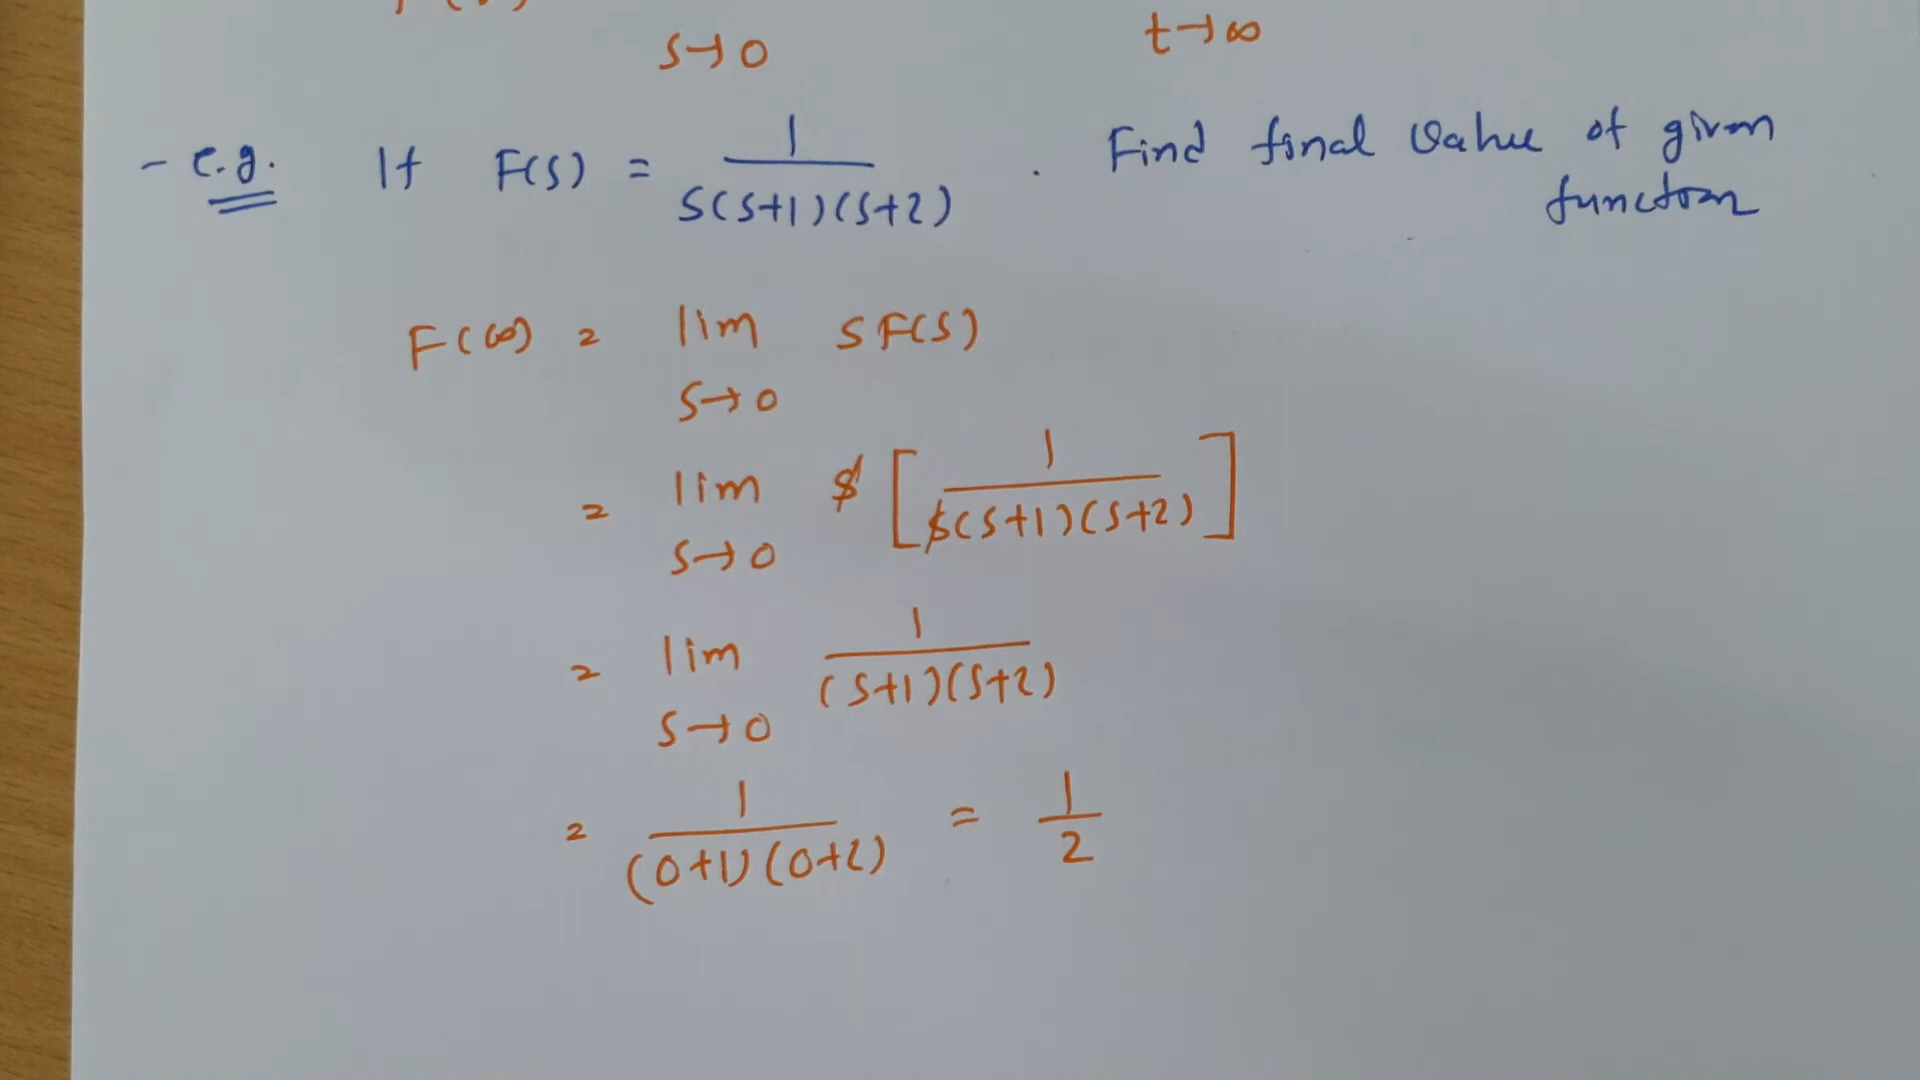 s→0 t→∞
- e.g. If F(s) = 1/s(s+1)(s+2) . Find final value of given
function
F(∞) = lim s F(s)
s→0
= lim s [1/s(s+1)(s+2)]
s→0
= lim 1/(s+1)(s+2)
s→0
= 1/(0+1)(0+2) = 1/2